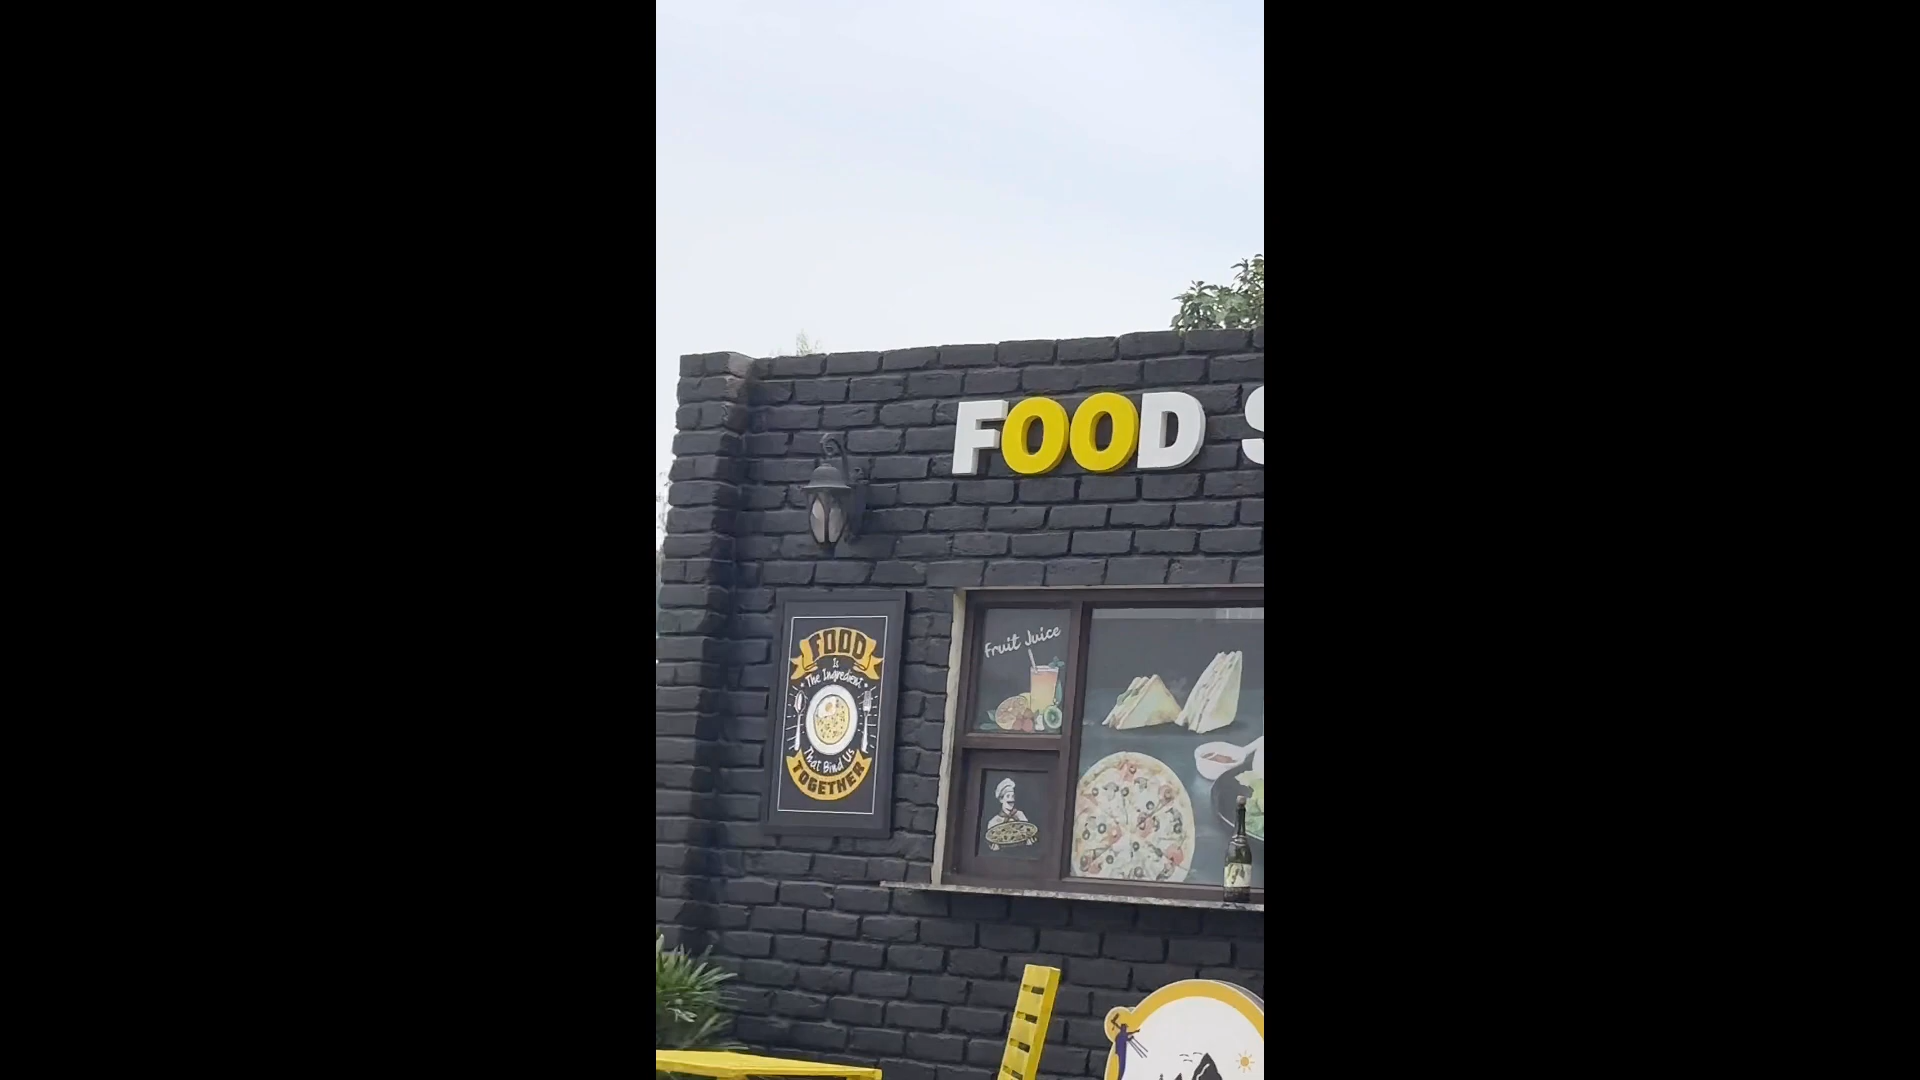 FOOD S
FOOD
Is
The Ingredient
That Bind Us
TOGETHER
Fruit Juice